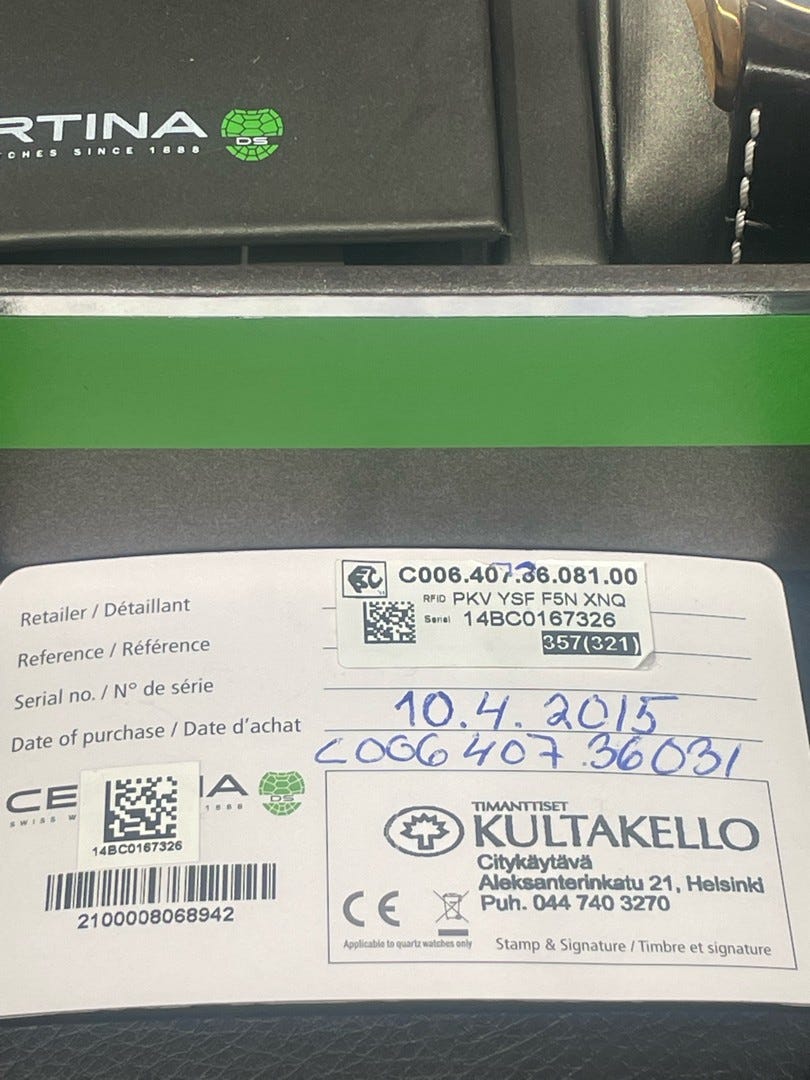 RTINA
CHES SINCE 1888
DS
C006.407.36.081.00
RFID PKV YSF F5N XNQ
Serial 14BC0167326
357(321)
Retailer / Détaillant
Reference / Référence
Serial no. / N° de série
Date of purchase / Date d'achat
10.4.2015
C006 407.36031
CE
IA
SWISS W
1888
DS
14BC0167326
2100008068942
TIMANTTISET
KULTAKELLO
Citykäytävä
Aleksanterinkatu 21, Helsinki
Puh. 044 740 3270
CE
Applicable to quartz watches only
Stamp & Signature / Timbre et signature